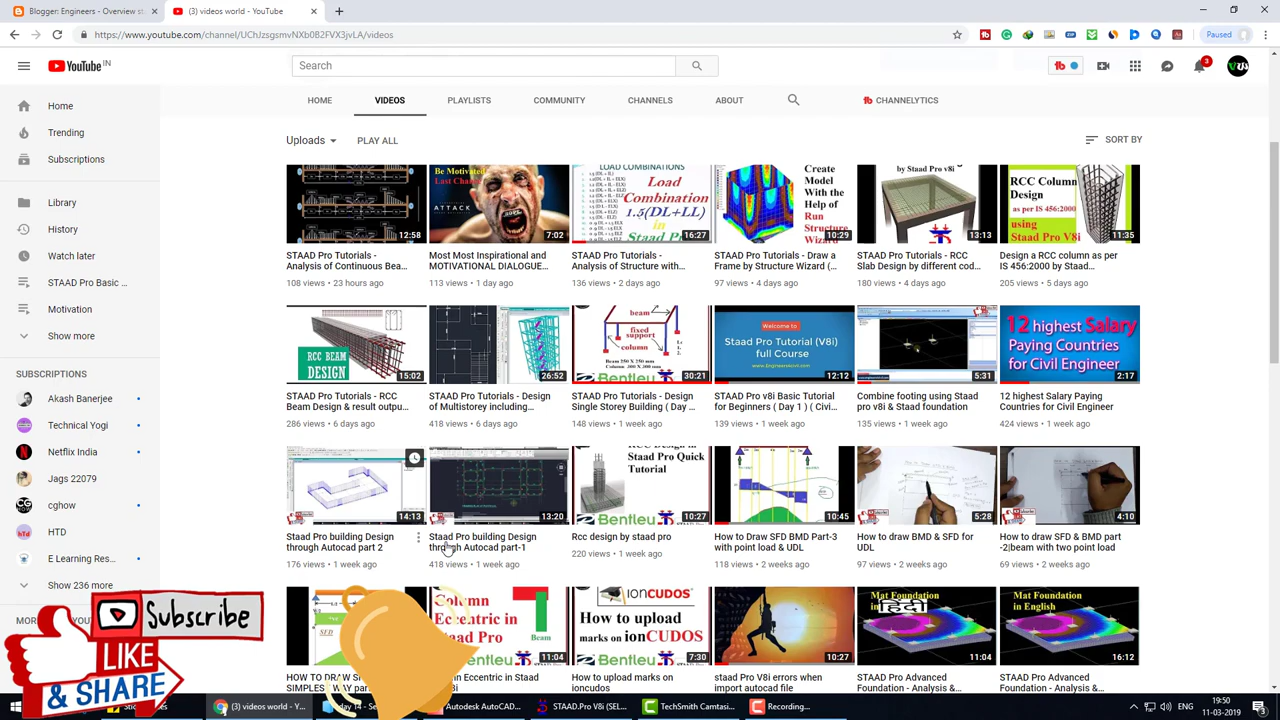 Blogger: Engineers - Overview st
(3) videos world - YouTube
https://www.youtube.com/channel/UChJzsgsmvNXb0B2FVX3jvLA/videos
Paused
YouTube IN
Search
3
HOME
VIDEOS
PLAYLISTS
COMMUNITY
CHANNELS
ABOUT
CHANNELYTICS
Home
Trending
Subscriptions
Library
History
Watch later
STAAD Pro Basic ...
Motivation
Show more
SUBSCRIPTIONS
Akash Banerjee
Technical Yogi
Netflix India
Jags 22079
cghow
HTD
E Learning Res...
Show 236 more
Uploads
PLAY ALL
SORT BY
12:58
STAAD Pro Tutorials -
Analysis of Continuous Bea...
108 views • 23 hours ago
Be Motivated
Last Chance
ATTACK
7:02
Most Most Inspirational and
MOTIVATIONAL DIALOGUE...
113 views • 1 day ago
LOAD COMBINATIONS
Load
Combination
1.5(DL+LL)
in
Staad Pro
16:27
STAAD Pro Tutorials -
Analysis of Structure with...
136 views • 2 days ago
Create
Model
With the
Help of
Run
Structure
Wizard
10:29
STAAD Pro Tutorials - Draw a
Frame by Structure Wizard (...
97 views • 4 days ago
by Staad Pro v8i
13:13
STAAD Pro Tutorials - RCC
Slab Design by different cod...
180 views • 4 days ago
RCC Column
Design
as per IS 456:2000
using
Staad Pro V8i
11:35
Design a RCC column as per
IS 456:2000 by Staad...
205 views • 5 days ago
RCC BEAM
DESIGN
15:02
STAAD Pro Tutorials - RCC
Beam Design & result outpu...
286 views • 6 days ago
26:52
STAAD Pro Tutorials - Design
of Multistorey including...
418 views • 6 days ago
beam
fixed
support
column
Beam 250 X 250 mm
Bentley
30:21
STAAD Pro Tutorials - Design
Single Storey Building ( Day ...
148 views • 1 week ago
Welcome to
Staad Pro Tutorial (V8i)
full Course
12:12
STAAD Pro v8i Basic Tutorial
for Beginners ( Day 1 ) ( Civi...
139 views • 1 week ago
5:31
Combine footing using Staad
pro v8i & Staad foundation
135 views • 1 week ago
12 highest Salary
Paying Countries
for Civil Engineer
2:17
12 highest Salary Paying
Countries for Civil Engineer
424 views • 1 week ago
14:13
Staad Pro building Design
through Autocad part 2
176 views • 1 week ago
13:20
Staad Pro building Design
through Autocad part-1
418 views • 1 week ago
RCC Design in
Staad Pro Quick
Tutorial
Bentley
10:27
Rcc design by staad pro
220 views • 1 week ago
10:45
How to Draw SFD BMD Part-3
with point load & UDL
118 views • 2 weeks ago
How to draw BMD & SFD for
UDL
97 views • 2 weeks ago
5:28
4:10
How to draw SFD & BMD part
-2|beam with two point load
69 views • 2 weeks ago
SFD
Column
Eccentric in
Staad Pro
Beam
11:04
ioncudos
How to upload
marks on ionCUDOS
7:30
How to upload marks on
ioncudos
10:27
staad Pro V8i errors when
import autocad file
Mat Foundation
in हिंदी
11:04
STAAD Pro Advanced
Foundation - Analysis &...
Mat Foundation
in English
16:12
STAAD Pro Advanced
Foundation - Analysis &...
Subscribe
LIKE
& SHARE
(3) videos world - Y...
Autodesk AutoCAD...
STAAD.Pro V8i (SEL...
TechSmith Camtasi...
Recording...
ENG
19:50
11-03-2019
3